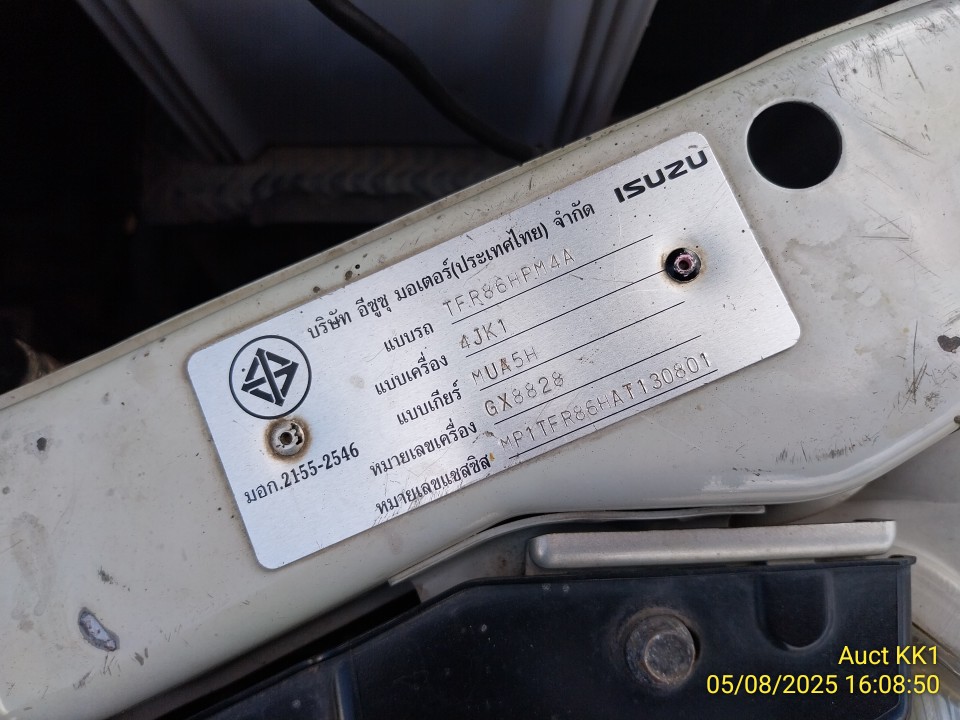 ISUZU
บริษัท อีซูซุ มอเตอร์(ประเทศไทย) จำกัด
แบบรถ TFR86HPM4A
แบบเครื่อง 4JK1
แบบเกียร์ MUA5H
หมายเลขเครื่อง GX8828
หมายเลขแชสซิส MP1TFR86HAT130801
มอก.2155-2546
Auct KK1
05/08/2025 16:08:50